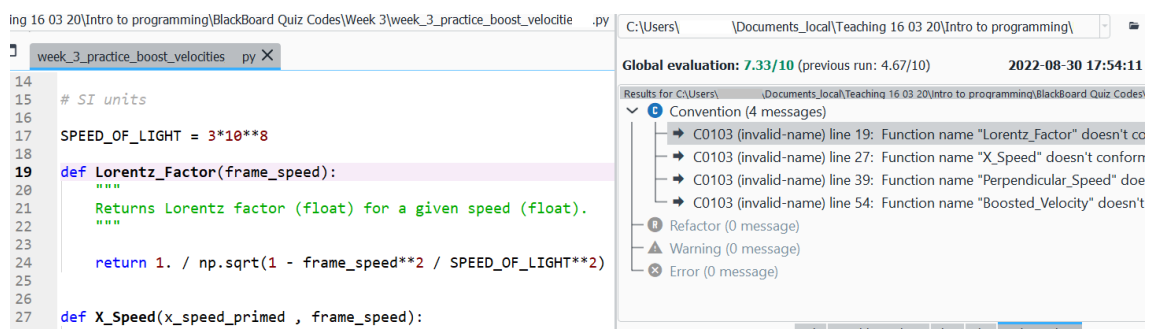 ing 16 03 20\Intro to programming\BlackBoard Quiz Codes\Week 3\week_3_practice_boost_velocitie .py
week_3_practice_boost_velocities py X
14
15 # SI units
16
17 SPEED_OF_LIGHT = 3*10**8
18
19 def Lorentz_Factor(frame_speed):
20 """
21 Returns Lorentz factor (float) for a given speed (float).
22 """
23
24 return 1. / np.sqrt(1 - frame_speed**2 / SPEED_OF_LIGHT**2)
25
26
27 def X_Speed(x_speed_primed , frame_speed):
C:\Users\ \Documents_local\Teaching 16 03 20\Intro to programming\
Global evaluation: 7.33/10 (previous run: 4.67/10) 2022-08-30 17:54:11
Results for C:\Users\ \Documents_local\Teaching 16 03 20\Intro to programming\BlackBoard Quiz Codes\
C Convention (4 messages)
C0103 (invalid-name) line 19: Function name "Lorentz_Factor" doesn't co
C0103 (invalid-name) line 27: Function name "X_Speed" doesn't conform
C0103 (invalid-name) line 39: Function name "Perpendicular_Speed" doe
C0103 (invalid-name) line 54: Function name "Boosted_Velocity" doesn't
R Refactor (0 message)
Warning (0 message)
Error (0 message)